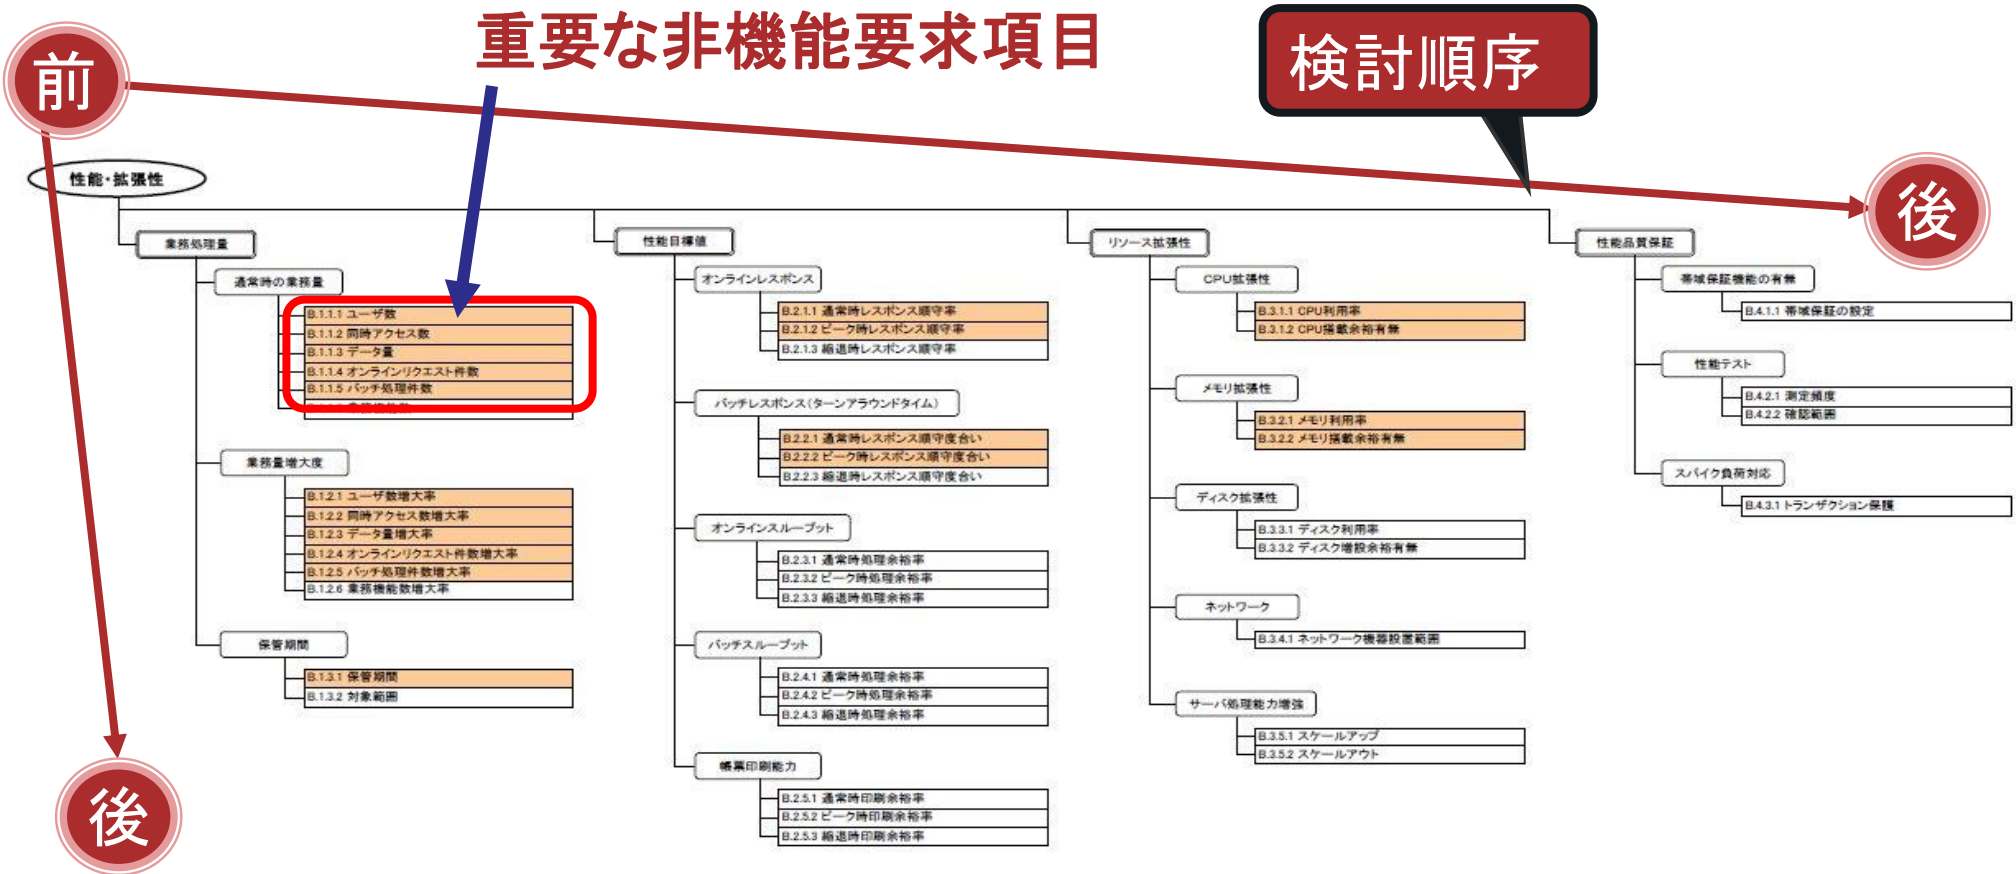 重要な非機能要求項目
検討順序
前
後
後
性能・拡張性
業務処理量
通常時の業務量
B.1.1.1 ユーザ数
B.1.1.2 同時アクセス数
B.1.1.3 データ量
B.1.1.4 オンラインリクエスト件数
B.1.1.5 バッチ処理件数
業務量増大度
B.1.2.1 ユーザ数増大率
B.1.2.2 同時アクセス数増大率
B.1.2.3 データ量増大率
B.1.2.4 オンラインリクエスト件数増大率
B.1.2.5 バッチ処理件数増大率
B.1.2.6 業務機能数増大率
保管期間
B.1.3.1 保管期間
B.1.3.2 対象範囲
性能目標値
オンラインレスポンス
B.2.1.1 通常時レスポンス順守率
B.2.1.2 ピーク時レスポンス順守率
B.2.1.3 縮退時レスポンス順守率
バッチレスポンス(ターンアラウンドタイム)
B.2.2.1 通常時レスポンス順守度合い
B.2.2.2 ピーク時レスポンス順守度合い
B.2.2.3 縮退時レスポンス順守度合い
オンラインスループット
B.2.3.1 通常時処理余裕率
B.2.3.2 ピーク時処理余裕率
B.2.3.3 縮退時処理余裕率
バッチスループット
B.2.4.1 通常時処理余裕率
B.2.4.2 ピーク時処理余裕率
B.2.4.3 縮退時処理余裕率
帳票印刷能力
B.2.5.1 通常時印刷余裕率
B.2.5.2 ピーク時印刷余裕率
B.2.5.3 縮退時印刷余裕率
リソース拡張性
CPU拡張性
B.3.1.1 CPU利用率
B.3.1.2 CPU搭載余裕有無
メモリ拡張性
B.3.2.1 メモリ利用率
B.3.2.2 メモリ搭載余裕有無
ディスク拡張性
B.3.3.1 ディスク利用率
B.3.3.2 ディスク増設余裕有無
ネットワーク
B.3.4.1 ネットワーク機器設置範囲
サーバ処理能力増強
B.3.5.1 スケールアップ
B.3.5.2 スケールアウト
性能品質保証
帯域保証機能の有無
B.4.1.1 帯域保証の設定
性能テスト
B.4.2.1 測定頻度
B.4.2.2 確認範囲
スパイク負荷対応
B.4.3.1 トランザクション保護